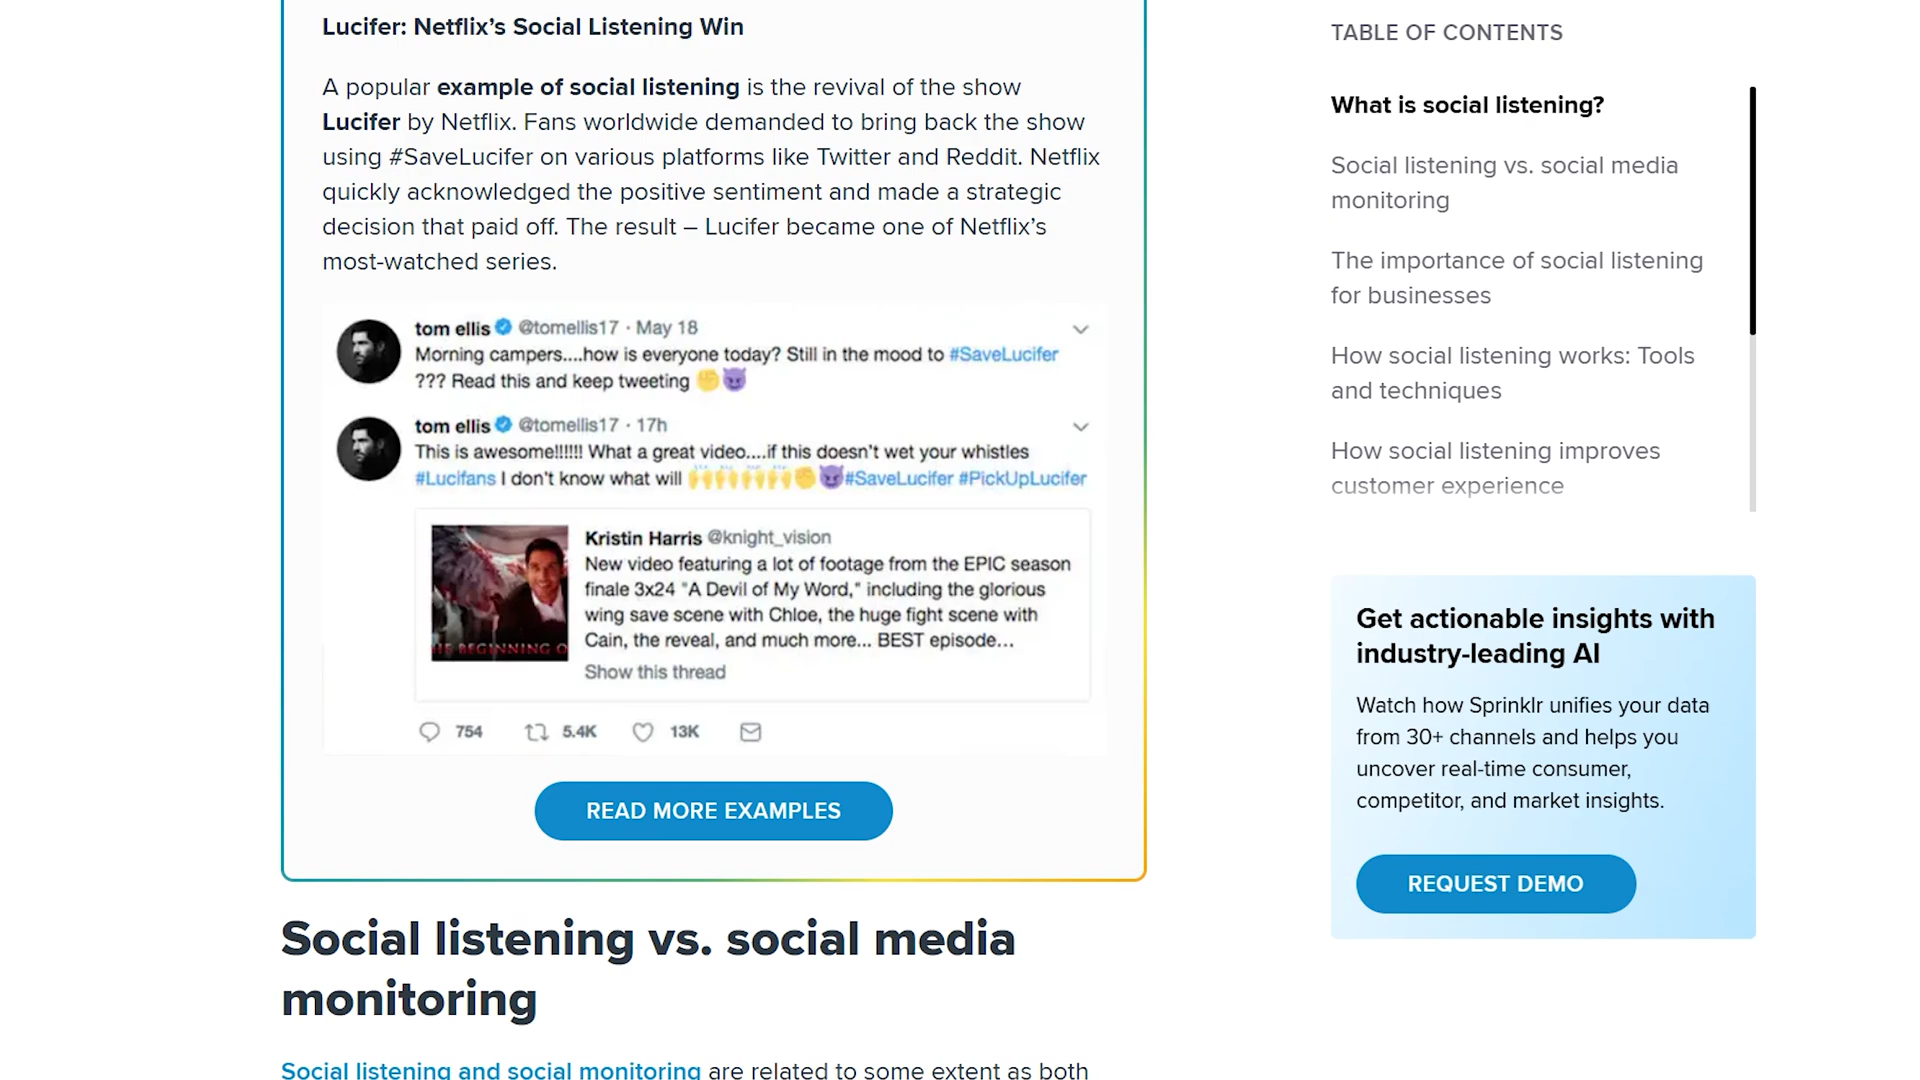 Lucifer: Netflix’s Social Listening Win
A popular example of social listening is the revival of the show
Lucifer by Netflix. Fans worldwide demanded to bring back the show
using #SaveLucifer on various platforms like Twitter and Reddit. Netflix
quickly acknowledged the positive sentiment and made a strategic
decision that paid off. The result – Lucifer became one of Netflix’s
most-watched series.
tom ellis @tomellis17 · May 18
Morning campers....how is everyone today? Still in the mood to #SaveLucifer
??? Read this and keep tweeting ✊😈
tom ellis @tomellis17 · 17h
This is awesome!!!!!! What a great video....if this doesn't wet your whistles
#Lucifans I don't know what will 🙌🙌🙌🙌✊😈#SaveLucifer #PickUpLucifer
Kristin Harris @knight_vision
New video featuring a lot of footage from the EPIC season
finale 3x24 "A Devil of My Word," including the glorious
wing save scene with Chloe, the huge fight scene with
Cain, the reveal, and much more... BEST episode...
Show this thread
HE BEGINNING O
754 5.4K 13K
READ MORE EXAMPLES
Social listening vs. social media
monitoring
Social listening and social monitoring are related to some extent as both
TABLE OF CONTENTS
What is social listening?
Social listening vs. social media
monitoring
The importance of social listening
for businesses
How social listening works: Tools
and techniques
How social listening improves
customer experience
Get actionable insights with
industry-leading AI
Watch how Sprinklr unifies your data
from 30+ channels and helps you
uncover real-time consumer,
competitor, and market insights.
REQUEST DEMO